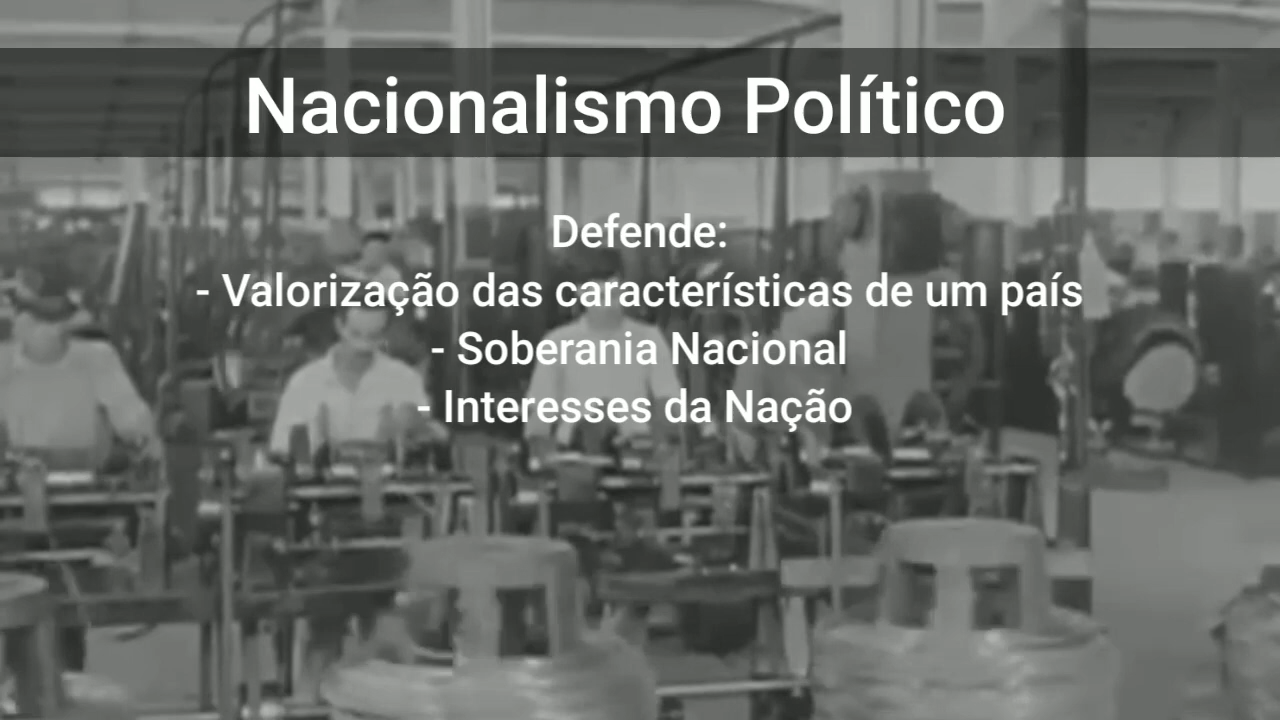 Nacionalismo Político
Defende:
- Valorização das características de um país
- Soberania Nacional
- Interesses da Nação